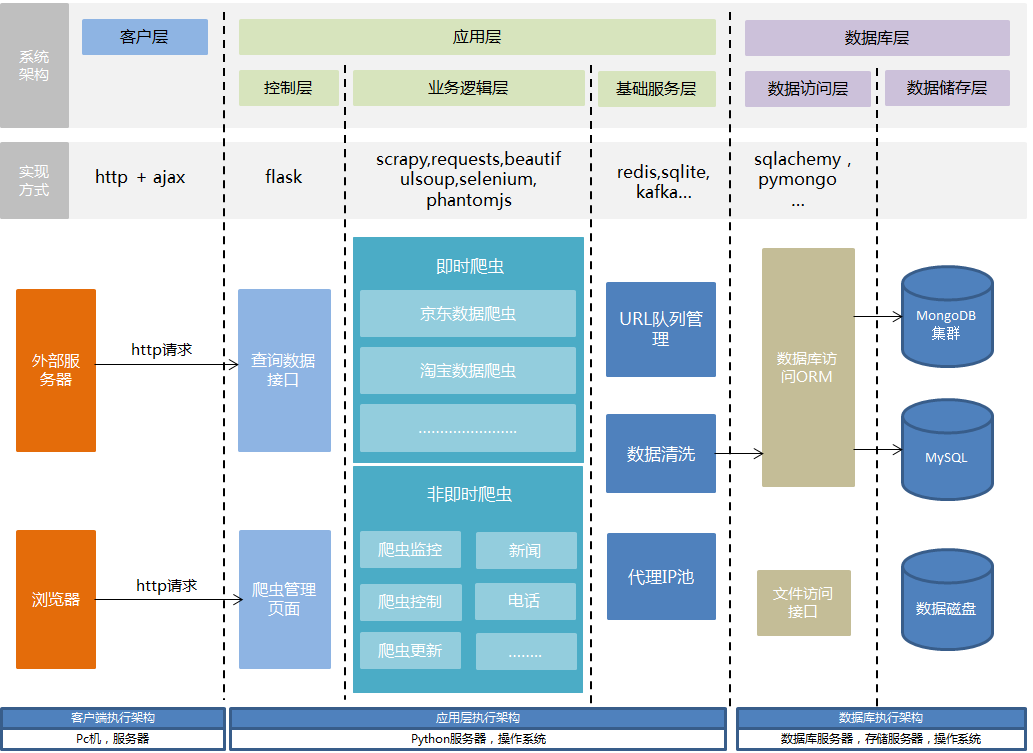 系统
架构
客户层
应用层
数据库层
控制层
业务逻辑层
基础服务层
数据访问层
数据储存层
实现
方式
http + ajax
flask
scrapy,requests,beautif
ulsoup,selenium,
phantomjs
redis,sqlite,
kafka...
sqlachemy，
pymongo
...
外部服
务器
http请求
查询数据
接口
即时爬虫
京东数据爬虫
淘宝数据爬虫
.......................
URL队列管
理
数据清洗
代理IP池
数据库访
问ORM
MongoDB
集群
MySQL
浏览器
http请求
爬虫管理
页面
非即时爬虫
爬虫监控
新闻
爬虫控制
电话
爬虫更新
........
文件访问
接口
数据磁盘
客户端执行架构
Pc机，服务器
应用层执行架构
Python服务器，操作系统
数据库执行架构
数据库服务器，存储服务器，操作系统